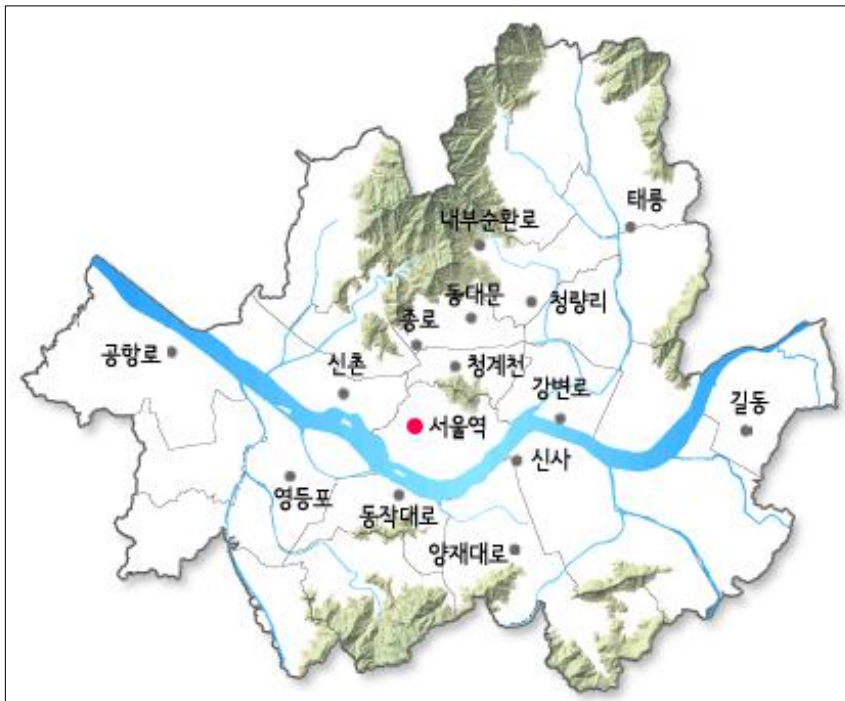 태릉
내부순환로
동대문
청량리
종로
공항로
신촌
청계천
강변로
길동
서울역
신사
영등포
동작대로
양재대로